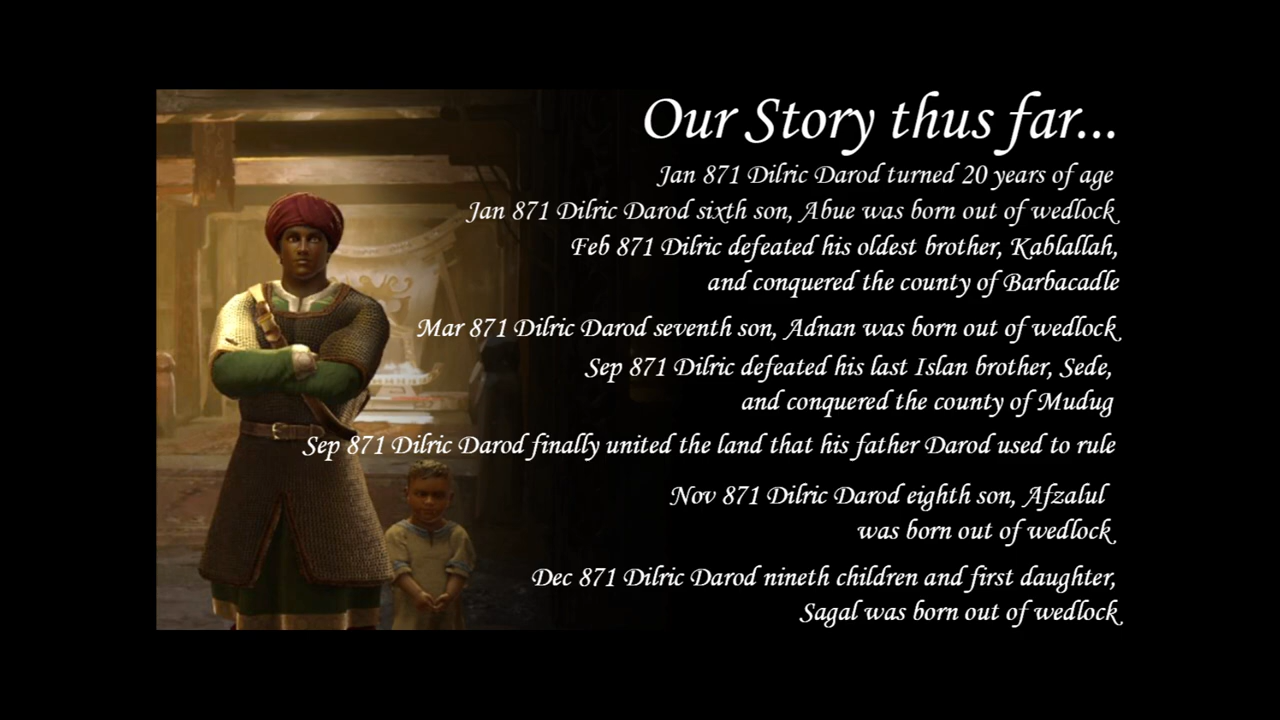 Our Story thus far...
Jan 871 Dilric Darod turned 20 years of age
Jan 871 Dilric Darod sixth son, Abue was born out of wedlock
Feb 871 Dilric defeated his oldest brother, Kablallah,
and conquered the county of Barbacadle
Mar 871 Dilric Darod seventh son, Adnan was born out of wedlock
Sep 871 Dilric defeated his last Islan brother, Sede,
and conquered the county of Mudug
Sep 871 Dilric Darod finally united the land that his father Darod used to rule
Nov 871 Dilric Darod eighth son, Afzalul
was born out of wedlock
Dec 871 Dilric Darod nineth children and first daughter,
Sagal was born out of wedlock